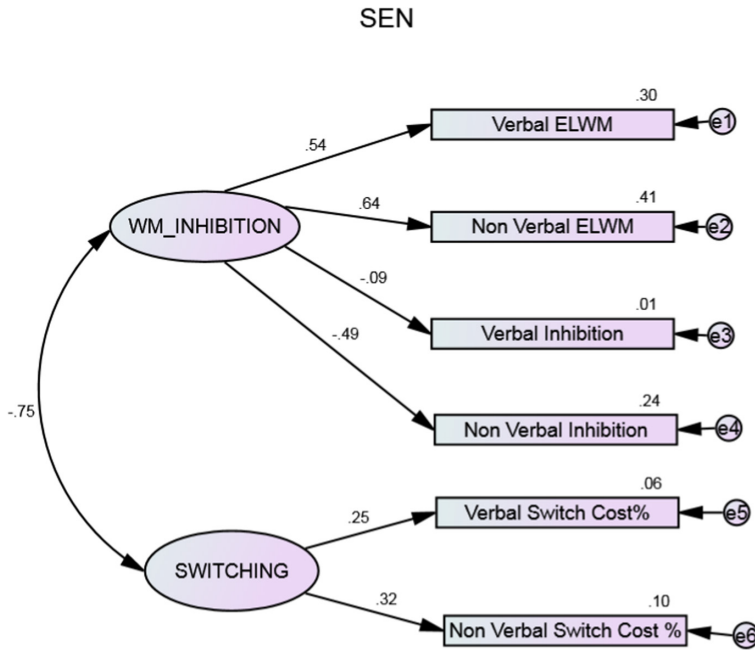 SEN
.30
Verbal ELWM
e1
.54
.41
Non Verbal ELWM
e2
.64
WM_INHIBITION
-.09
.01
Verbal Inhibition
e3
-.49
.24
Non Verbal Inhibition
e4
-.75
.06
Verbal Switch Cost%
e5
.25
SWITCHING
.32
.10
Non Verbal Switch Cost %
e6